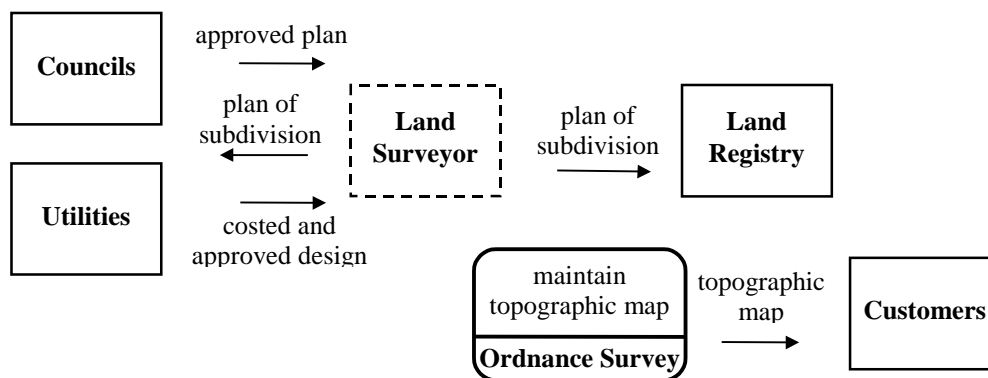 approved plan
Councils
plan of
subdivision
Land
Surveyor
plan of
subdivision
Land
Registry
Utilities
costed and
approved design
maintain
topographic map
Ordnance Survey
topographic
map
Customers